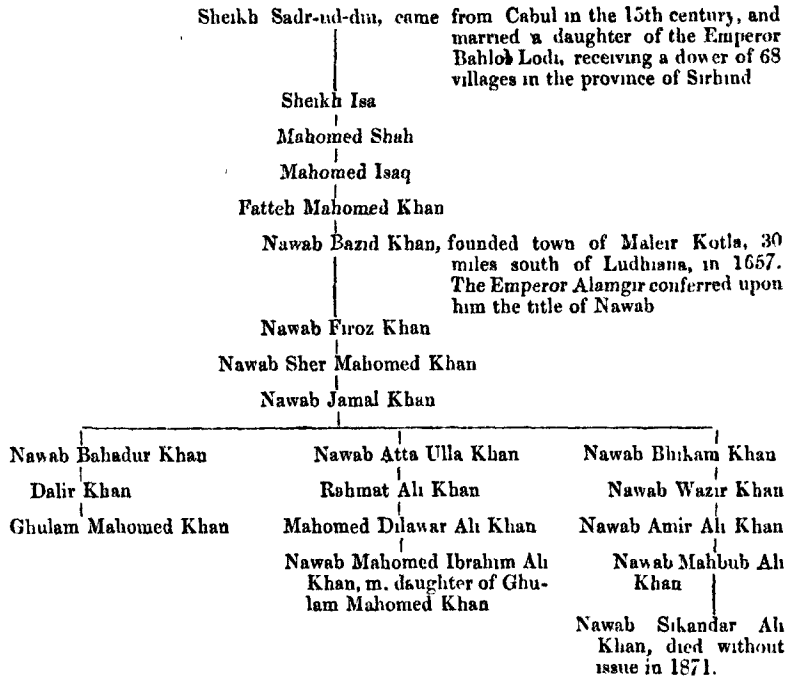 Sheikh Sadr-ud-din, came from Cabul in the 15th century, and
married a daughter of the Emperor
Bahlol Lodi, receiving a dower of 68
villages in the province of Sirhind
Sheikh Isa
Mahomed Shah
Mahomed Isaq
Fatteh Mahomed Khan
Nawab Bazid Khan, founded town of Maleir Kotla, 30
miles south of Ludhiana, in 1657.
The Emperor Alamgir conferred upon
him the title of Nawab
Nawab Firoz Khan
Nawab Sher Mahomed Khan
Nawab Jamal Khan
Nawab Bahadur Khan Nawab Atta Ulla Khan Nawab Bhikam Khan
Dalir Khan Rahmat Ali Khan Nawab Wazir Khan
Ghulam Mahomed Khan Mahomed Dilawar Ali Khan Nawab Amir Ali Khan
Nawab Mahomed Ibrahim Ali
Khan, m. daughter of Ghu-
lam Mahomed Khan
Nawab Mahbub Ali
Khan
Nawab Sikandar Ali
Khan, died without
issue in 1871.